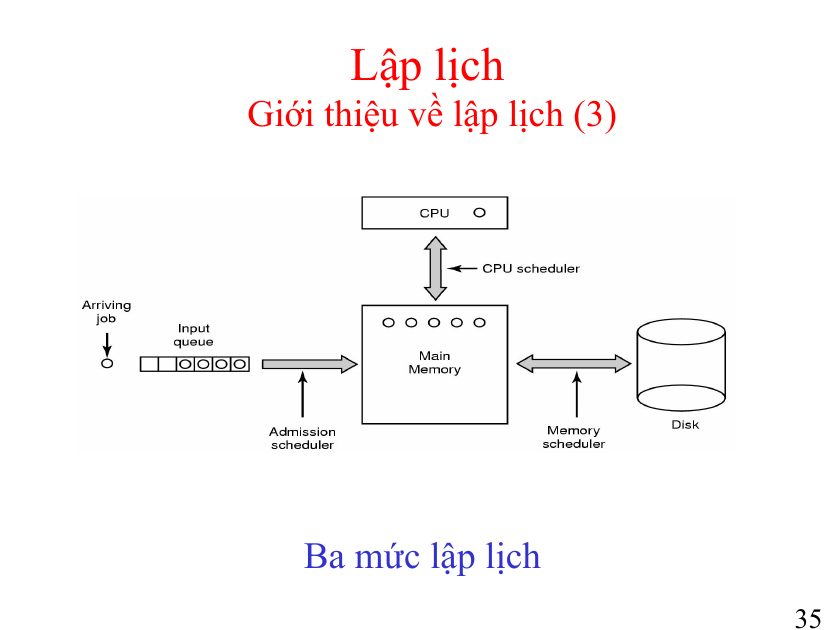 Lập lịch
Giới thiệu về lập lịch (3)
CPU
CPU scheduler
Arriving
job
Input
queue
Main
Memory
Admission
scheduler
Memory
scheduler
Disk
Ba mức lập lịch
35